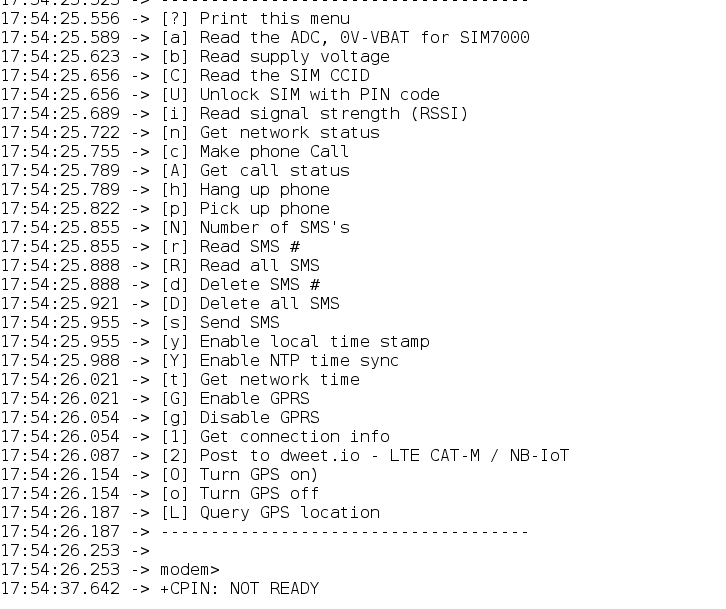 17:54:25.523 -> -------------------------------------
17:54:25.556 -> [?] Print this menu
17:54:25.589 -> [a] Read the ADC, 0V-VBAT for SIM7000
17:54:25.623 -> [b] Read supply voltage
17:54:25.656 -> [C] Read the SIM CCID
17:54:25.656 -> [U] Unlock SIM with PIN code
17:54:25.689 -> [i] Read signal strength (RSSI)
17:54:25.722 -> [n] Get network status
17:54:25.755 -> [c] Make phone Call
17:54:25.789 -> [A] Get call status
17:54:25.789 -> [h] Hang up phone
17:54:25.822 -> [p] Pick up phone
17:54:25.855 -> [N] Number of SMS's
17:54:25.855 -> [r] Read SMS #
17:54:25.888 -> [R] Read all SMS
17:54:25.888 -> [d] Delete SMS #
17:54:25.921 -> [D] Delete all SMS
17:54:25.955 -> [s] Send SMS
17:54:25.955 -> [y] Enable local time stamp
17:54:25.988 -> [Y] Enable NTP time sync
17:54:26.021 -> [t] Get network time
17:54:26.021 -> [G] Enable GPRS
17:54:26.054 -> [g] Disable GPRS
17:54:26.054 -> [1] Get connection info
17:54:26.087 -> [2] Post to dweet.io - LTE CAT-M / NB-IoT
17:54:26.154 -> [O] Turn GPS on)
17:54:26.154 -> [o] Turn GPS off
17:54:26.187 -> [L] Query GPS location
17:54:26.187 -> -------------------------------------
17:54:26.253 ->
17:54:26.253 -> modem>
17:54:37.642 -> +CPIN: NOT READY